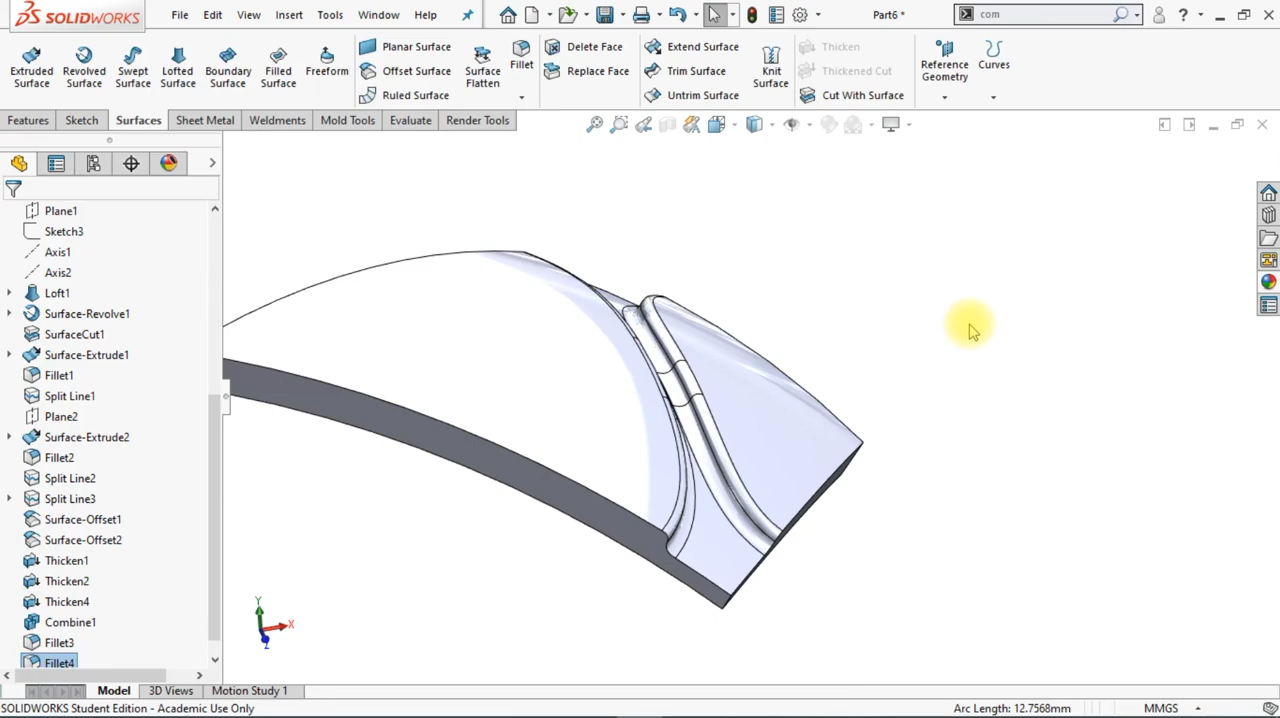 SOLIDWORKS File Edit View Insert Tools Window Help Part6 * com
Extruded Surface
Revolved Surface
Swept Surface
Lofted Surface
Boundary Surface
Filled Surface
Freeform
Planar Surface
Offset Surface
Ruled Surface
Surface Flatten
Fillet
Delete Face
Replace Face
Extend Surface
Trim Surface
Untrim Surface
Knit Surface
Thicken
Thickened Cut
Cut With Surface
Reference Geometry
Curves
Features Sketch Surfaces Sheet Metal Weldments Mold Tools Evaluate Render Tools
Plane1
Sketch3
Axis1
Axis2
Loft1
Surface-Revolve1
SurfaceCut1
Surface-Extrude1
Fillet1
Split Line1
Plane2
Surface-Extrude2
Fillet2
Split Line2
Split Line3
Surface-Offset1
Surface-Offset2
Thicken1
Thicken2
Thicken4
Combine1
Fillet3
Fillet4
Y
X
Z
Model 3D Views Motion Study 1
SOLIDWORKS Student Edition - Academic Use Only Arc Length: 12.7568mm MMGS